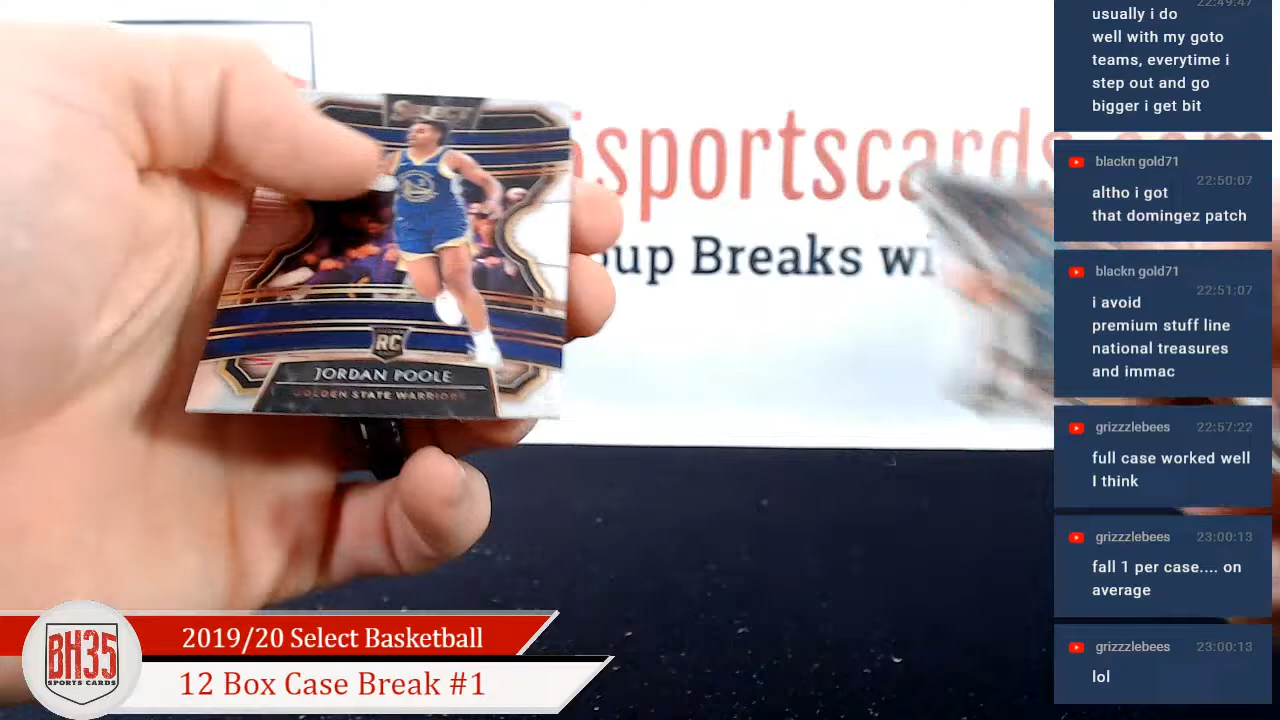 SELECT
RC
JORDAN POOLE
GOLDEN STATE WARRIORS
sportscards
oup Breaks wi
22:49:47
usually i do
well with my goto
teams, everytime i
step out and go
bigger i get bit
blackn gold71
22:50:07
altho i got
that domingez patch
blackn gold71
22:51:07
i avoid
premium stuff line
national treasures
and immac
grizzzlebees 22:57:22
full case worked well
I think
grizzzlebees 23:00:13
fall 1 per case.... on
average
grizzzlebees 23:00:13
lol
BH35
SPORTS CARDS
2019/20 Select Basketball
12 Box Case Break #1